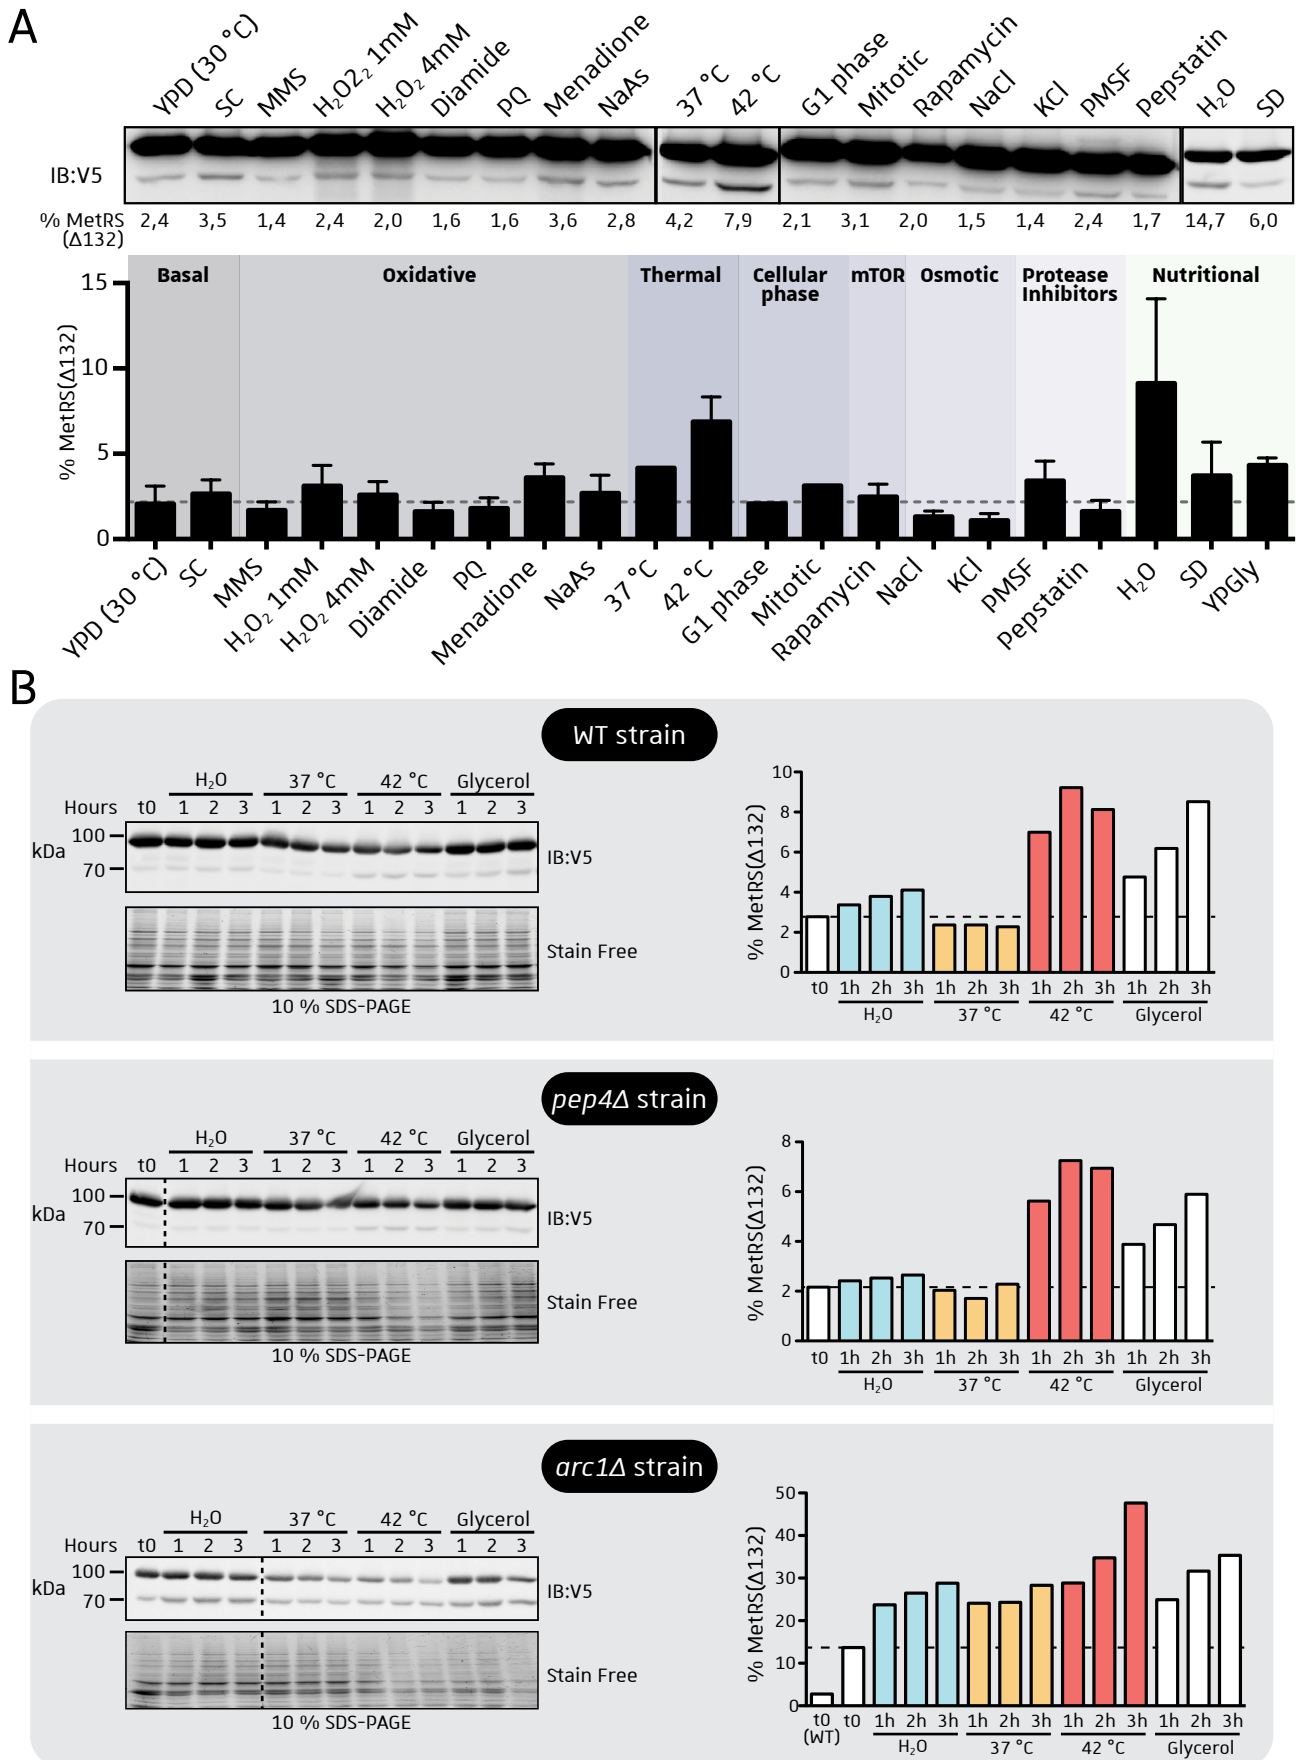 A
YPD (30 °C) SC MMS H₂O2₂ 1mM H₂O₂ 4mM Diamide PQ Menadione NaAs 37 °C 42 °C G1 phase Mitotic Rapamycin NaCl KCl PMSF Pepstatin H₂O SD
IB:V5
% MetRS (Δ132) 2,4 3,5 1,4 2,4 2,0 1,6 1,6 3,6 2,8 4,2 7,9 2,1 3,1 2,0 1,5 1,4 2,4 1,7 14,7 6,0
Basal Oxidative Thermal Cellular phase mTOR Osmotic Protease Inhibitors Nutritional
% MetRS(Δ132)
15
10
5
0
YPD (30 °C) SC MMS H₂O₂ 1mM H₂O₂ 4mM Diamide PQ Menadione NaAs 37 °C 42 °C G1 phase Mitotic Rapamycin NaCl KCl PMSF Pepstatin H₂O SD YPGly
B
WT strain
H₂O 37 °C 42 °C Glycerol
Hours t0 1 2 3 1 2 3 1 2 3 1 2 3
100
kDa
70
IB:V5
Stain Free
10 % SDS-PAGE
% MetRS(Δ132)
10
8
6
4
2
0
t0 1h 2h 3h 1h 2h 3h 1h 2h 3h 1h 2h 3h
H₂O 37 °C 42 °C Glycerol
pep4Δ strain
H₂O 37 °C 42 °C Glycerol
Hours t0 1 2 3 1 2 3 1 2 3 1 2 3
100
kDa
70
IB:V5
Stain Free
10 % SDS-PAGE
% MetRS(Δ132)
8
6
4
2
0
t0 1h 2h 3h 1h 2h 3h 1h 2h 3h 1h 2h 3h
H₂O 37 °C 42 °C Glycerol
arc1Δ strain
H₂O 37 °C 42 °C Glycerol
Hours t0 1 2 3 1 2 3 1 2 3 1 2 3
100
kDa
70
IB:V5
Stain Free
10 % SDS-PAGE
% MetRS(Δ132)
50
40
30
20
10
0
t0 (WT) t0 1h 2h 3h 1h 2h 3h 1h 2h 3h 1h 2h 3h
H₂O 37 °C 42 °C Glycerol